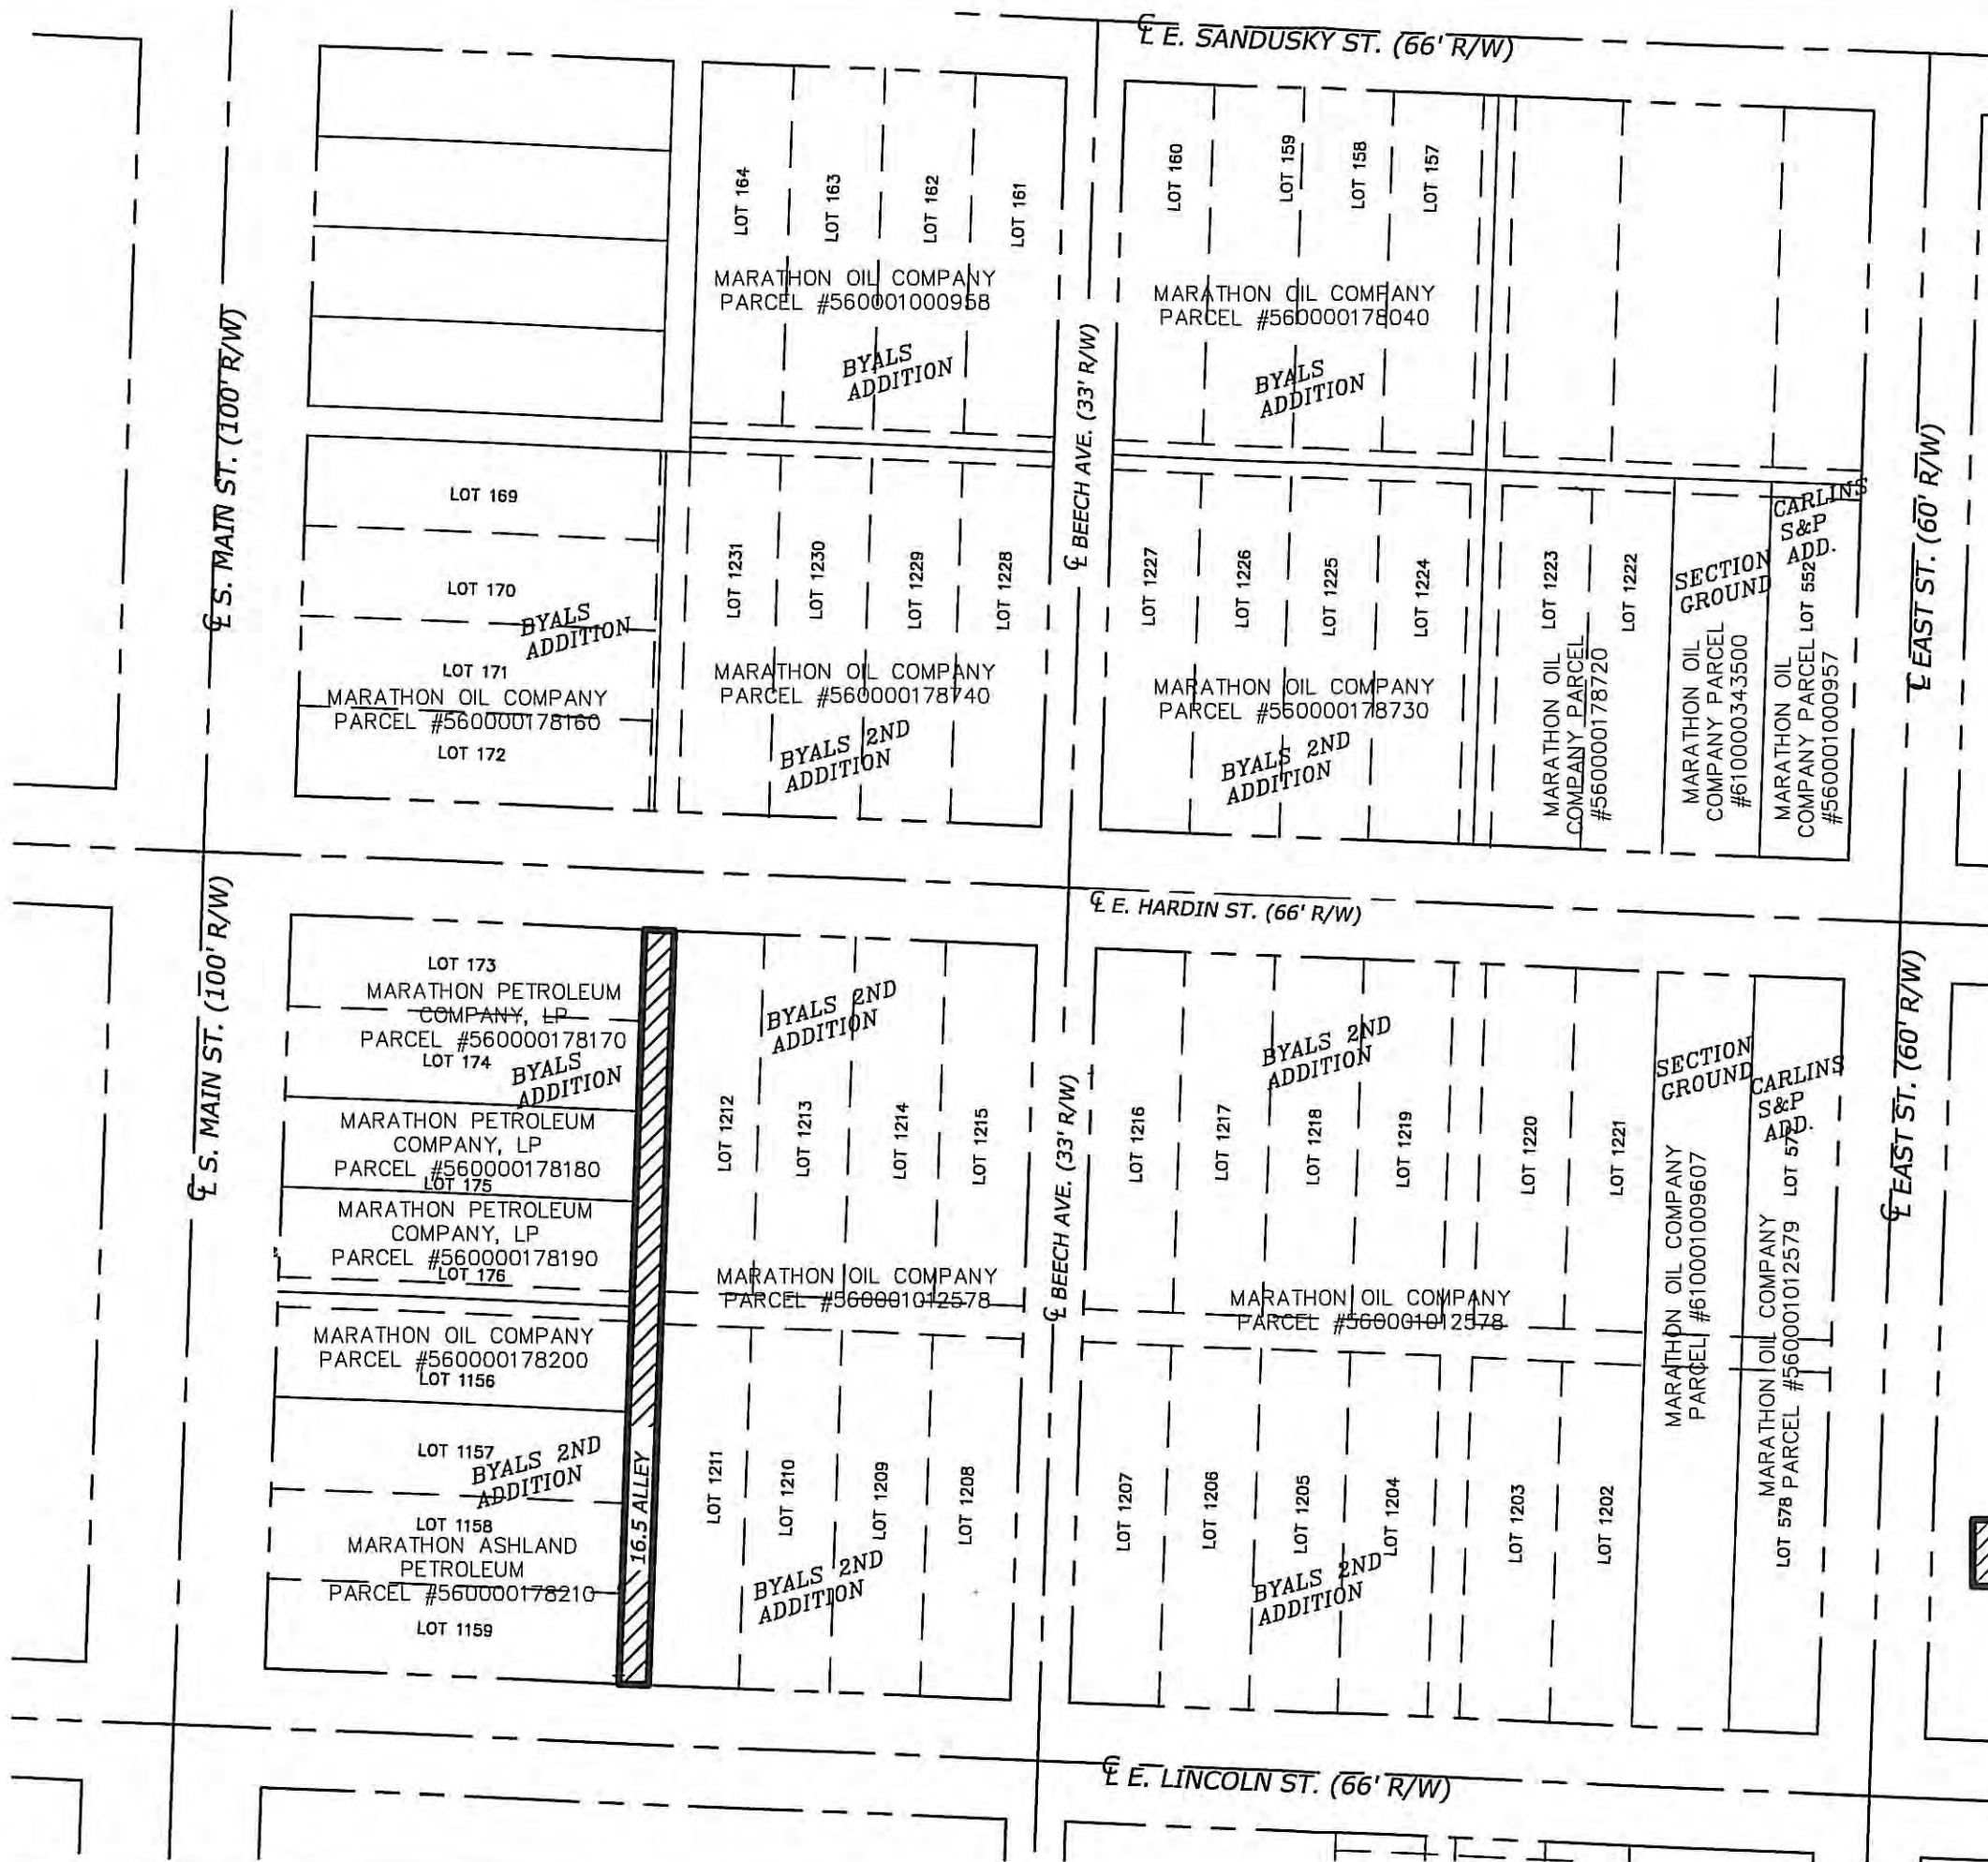 ℄ E. SANDUSKY ST. (66' R/W)
℄ S. MAIN ST. (100' R/W)
LOT 164
LOT 163
LOT 162
LOT 161
MARATHON OIL COMPANY
PARCEL #560001000958
BYALS
ADDITION
℄ BEECH AVE. (33' R/W)
LOT 160
LOT 159
LOT 158
LOT 157
MARATHON OIL COMPANY
PARCEL #560000178040
BYALS
ADDITION
℄ EAST ST. (60' R/W)
LOT 169
LOT 170
BYALS
ADDITION
LOT 171
MARATHON OIL COMPANY
PARCEL #560000178160
LOT 172
LOT 1231
LOT 1230
LOT 1229
LOT 1228
MARATHON OIL COMPANY
PARCEL #560000178740
BYALS 2ND
ADDITION
LOT 1227
LOT 1226
LOT 1225
LOT 1224
MARATHON OIL COMPANY
PARCEL #560000178730
BYALS 2ND
ADDITION
LOT 1223
LOT 1222
MARATHON OIL
COMPANY PARCEL
#560000178720
SECTION
GROUND
MARATHON OIL
COMPANY PARCEL
#610000343500
CARLINS
S&P
ADD.
LOT 552
MARATHON OIL
COMPANY PARCEL
#560001000957
℄ E. HARDIN ST. (66' R/W)
℄ S. MAIN ST. (100' R/W)
LOT 173
MARATHON PETROLEUM
COMPANY, LP
PARCEL #560000178170
LOT 174
BYALS
ADDITION
MARATHON PETROLEUM
COMPANY, LP
PARCEL #560000178180
LOT 175
MARATHON PETROLEUM
COMPANY, LP
PARCEL #560000178190
LOT 176
MARATHON OIL COMPANY
PARCEL #560000178200
LOT 1156
LOT 1157
BYALS 2ND
ADDITION
LOT 1158
MARATHON ASHLAND
PETROLEUM
PARCEL #560000178210
LOT 1159
16.5 ALLEY
BYALS 2ND
ADDITION
LOT 1212
LOT 1213
LOT 1214
LOT 1215
MARATHON OIL COMPANY
PARCEL #560001012578
LOT 1211
LOT 1210
LOT 1209
LOT 1208
BYALS 2ND
ADDITION
℄ BEECH AVE. (33' R/W)
BYALS 2ND
ADDITION
LOT 1216
LOT 1217
LOT 1218
LOT 1219
LOT 1220
LOT 1221
MARATHON OIL COMPANY
PARCEL #560001012578
LOT 1207
LOT 1206
LOT 1205
LOT 1204
LOT 1203
LOT 1202
BYALS 2ND
ADDITION
SECTION
GROUND
MARATHON OIL COMPANY
PARCEL #610001009607
CARLINS
S&P
ADD.
LOT
MARATHON OIL COMPANY
PARCEL #560001012579
LOT 578
℄ EAST ST. (60' R/W)
℄ E. LINCOLN ST. (66' R/W)